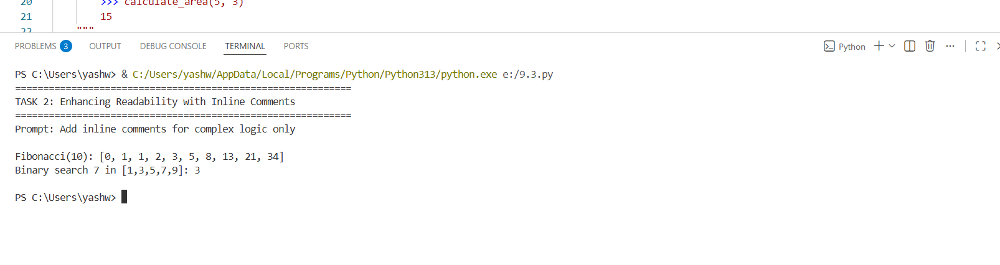 20 >>> calculate_area(5, 3)
21 15
22 """
PROBLEMS 3 OUTPUT DEBUG CONSOLE TERMINAL PORTS Python
PS C:\Users\yashw> & C:/Users/yashw/AppData/Local/Programs/Python/Python313/python.exe e:/9.3.py
============================================================
TASK 2: Enhancing Readability with Inline Comments
============================================================
Prompt: Add inline comments for complex logic only
Fibonacci(10): [0, 1, 1, 2, 3, 5, 8, 13, 21, 34]
Binary search 7 in [1,3,5,7,9]: 3
PS C:\Users\yashw>